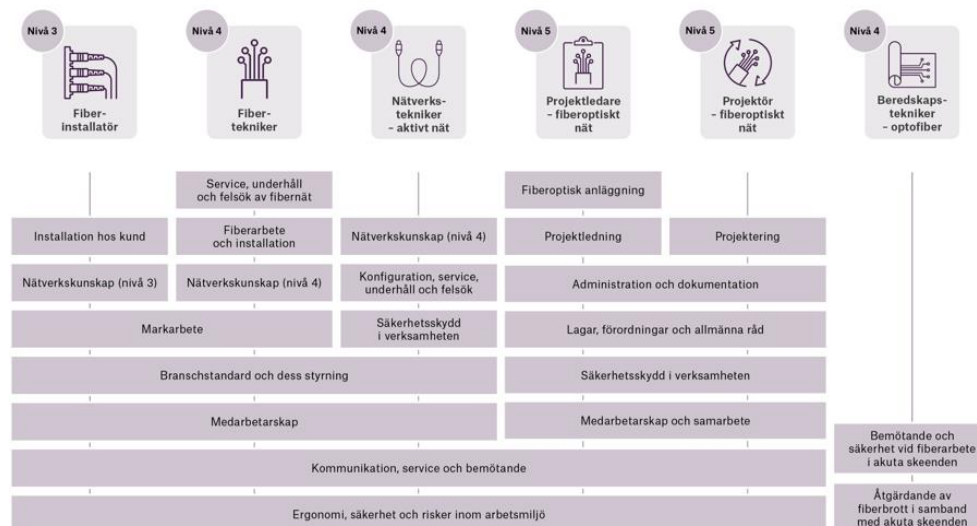 Nivå 3
Nivå 4
Nivå 4
Nivå 5
Nivå 5
Nivå 4
Fiber-
installatör
Fiber-
tekniker
Nätverks-
tekniker
– aktivt nät
Projektledare
– fiberoptiskt
nät
Projektör
– fiberoptiskt
nät
Beredskaps-
tekniker
– optofiber
Service, underhåll
och felsök av fibernät
Fiberoptisk anläggning
Installation hos kund
Fiberarbete
och installation
Nätverkskunskap (nivå 4)
Projektledning
Projektering
Nätverkskunskap (nivå 3)
Nätverkskunskap (nivå 4)
Konfiguration, service,
underhåll och felsök
Administration och dokumentation
Markarbete
Säkerhetsskydd
i verksamheten
Lagar, förordningar och allmänna råd
Branschstandard och dess styrning
Säkerhetsskydd i verksamheten
Medarbetarskap
Medarbetarskap och samarbete
Bemötande och
säkerhet vid fiberarbete
i akuta skeenden
Kommunikation, service och bemötande
Ergonomi, säkerhet och risker inom arbetsmiljö
Åtgärdande av
fiberbrott i samband
med akuta skeenden